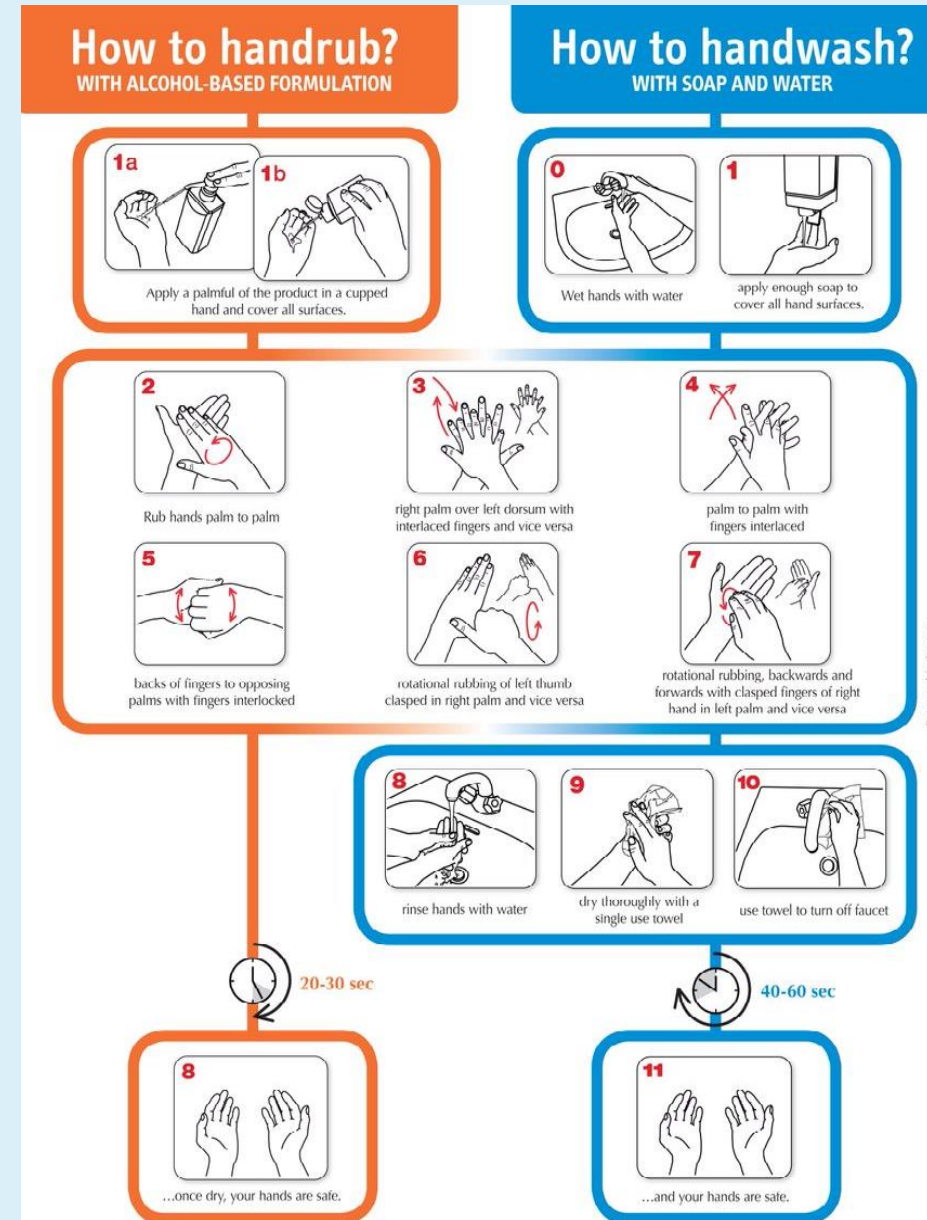 How to handrub?
WITH ALCOHOL-BASED FORMULATION
How to handwash?
WITH SOAP AND WATER
1a
1b
Apply a palmful of the product in a cupped
hand and cover all surfaces.
0
Wet hands with water
1
apply enough soap to
cover all hand surfaces.
2
Rub hands palm to palm
3
right palm over left dorsum with
interlaced fingers and vice versa
4
palm to palm with
fingers interlaced
5
backs of fingers to opposing
palms with fingers interlocked
6
rotational rubbing of left thumb
clasped in right palm and vice versa
7
rotational rubbing, backwards and
forwards with clasped fingers of right
hand in left palm and vice versa
8
rinse hands with water
9
dry thoroughly with a
single use towel
10
use towel to turn off faucet
20-30 sec
40-60 sec
8
...once dry, your hands are safe.
11
...and your hands are safe.